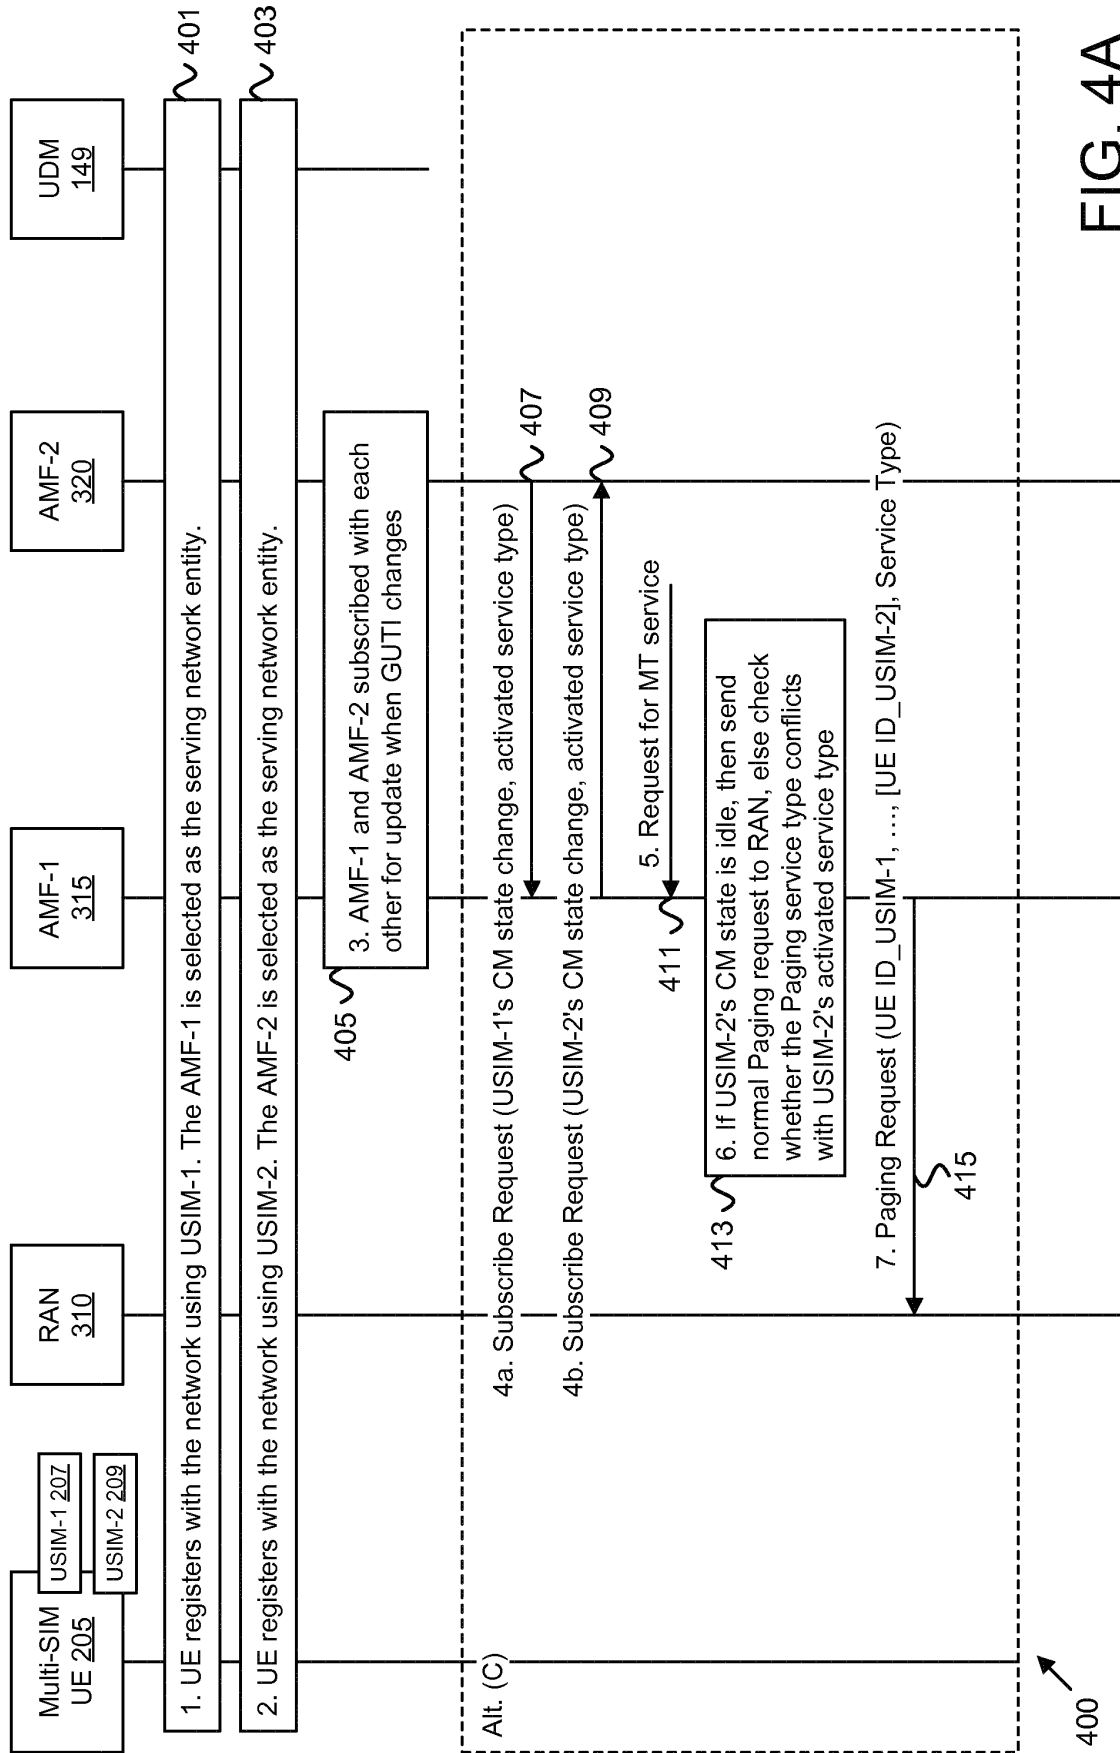 Multi-SIM
UE 205
USIM-1 207
USIM-2 209
RAN
310
AMF-1
315
AMF-2
320
UDM
149
1. UE registers with the network using USIM-1. The AMF-1 is selected as the serving network entity.
401
2. UE registers with the network using USIM-2. The AMF-2 is selected as the serving network entity.
403
405
3. AMF-1 and AMF-2 subscribed with each
other for update when GUTI changes
Alt. (C)
4a. Subscribe Request (USIM-1's CM state change, activated service type)
407
4b. Subscribe Request (USIM-2's CM state change, activated service type)
409
5. Request for MT service
411
413
6. If USIM-2's CM state is idle, then send
normal Paging request to RAN, else check
whether the Paging service type conflicts
with USIM-2's activated service type
7. Paging Request (UE ID_USIM-1, ..., [UE ID_USIM-2], Service Type)
415
400
FIG. 4A